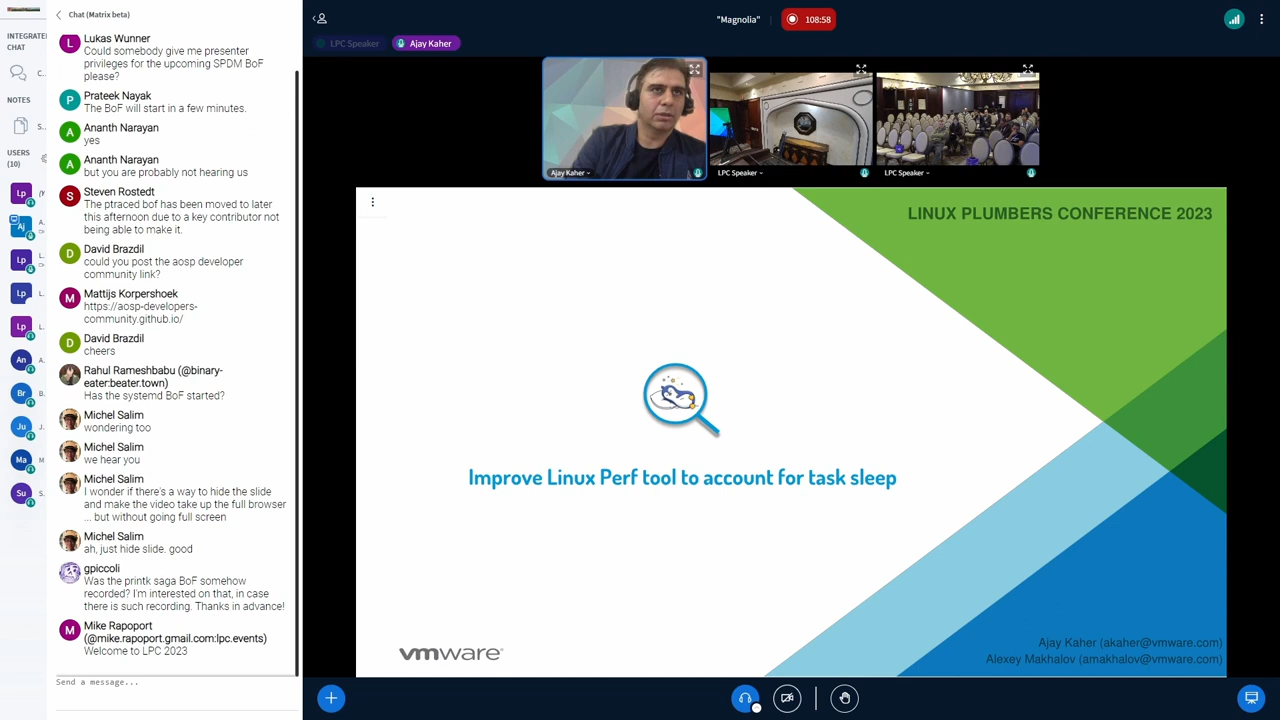 Chat (Matrix beta)
INTEGRATE
CHAT
C..
NOTES
S..
USERS
(10)
Lukas Wunner
Could somebody give me presenter
privileges for the upcoming SPDM BoF
please?
Prateek Nayak
The BoF will start in a few minutes.
Ananth Narayan
yes
Ananth Narayan
but you are probably not hearing us
Steven Rostedt
The ptraced bof has been moved to later
this afternoon due to a key contributor not
being able to make it.
David Brazdil
could you post the aosp developer
community link?
Mattijs Korpershoek
https://aosp-developers-
community.github.io/
David Brazdil
cheers
Rahul Rameshbabu (@binary-
eater:beater.town)
Has the systemd BoF started?
Michel Salim
wondering too
Michel Salim
we hear you
Michel Salim
I wonder if there's a way to hide the slide
and make the video take up the full browser
... but without going full screen
Michel Salim
ah, just hide slide. good
gpiccoli
Was the printk saga BoF somehow
recorded? I'm interested on that, in case
there is such recording. Thanks in advance!
Mike Rapoport
(@mike.rapoport.gmail.com:lpc.events)
Welcome to LPC 2023
Send a message...
"Magnolia"
108:58
LPC Speaker
Ajay Kaher
Ajay Kaher
LPC Speaker
LPC Speaker
LINUX PLUMBERS CONFERENCE 2023
Improve Linux Perf tool to account for task sleep
vmware
Ajay Kaher (akaher@vmware.com)
Alexey Makhalov (amakhalov@vmware.com)